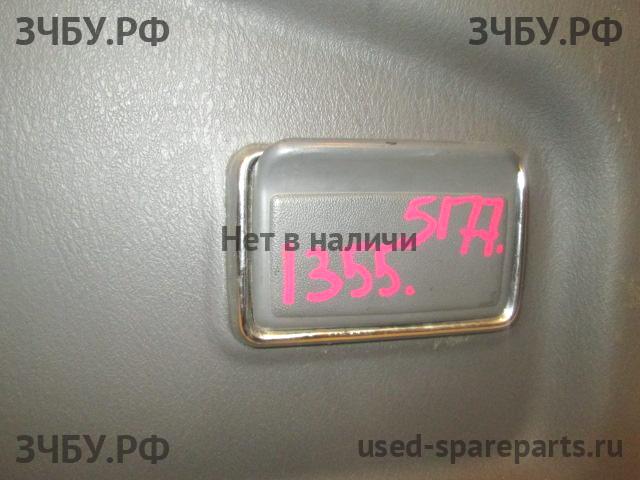 ЗЧБУ.РФ ЗЧБУ.РФ
5177.
Нет в наличи
1355.
ЗЧБУ.РФ used-spareparts.ru